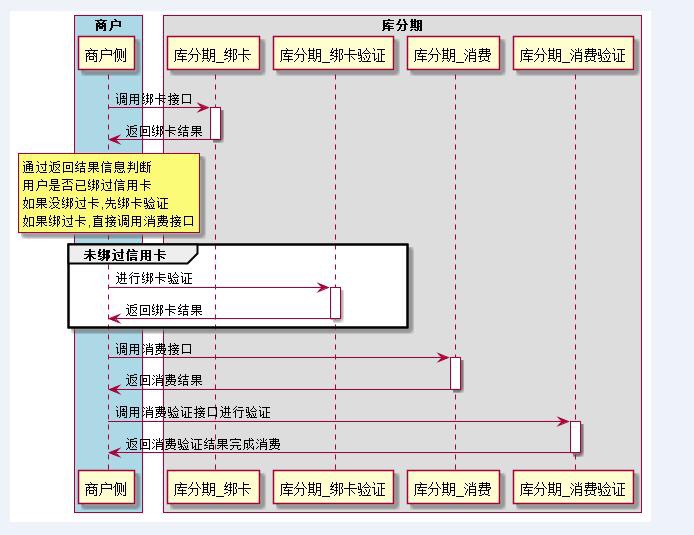 商户
库分期
商户侧
库分期_绑卡
库分期_绑卡验证
库分期_消费
库分期_消费验证
调用绑卡接口
返回绑卡结果
通过返回结果信息判断
用户是否已绑过信用卡
如果没绑过卡,先绑卡验证
如果绑过卡,直接调用消费接口
未绑过信用卡
进行绑卡验证
返回绑卡结果
调用消费接口
返回消费结果
调用消费验证接口进行验证
返回消费验证结果完成消费
商户侧
库分期_绑卡
库分期_绑卡验证
库分期_消费
库分期_消费验证